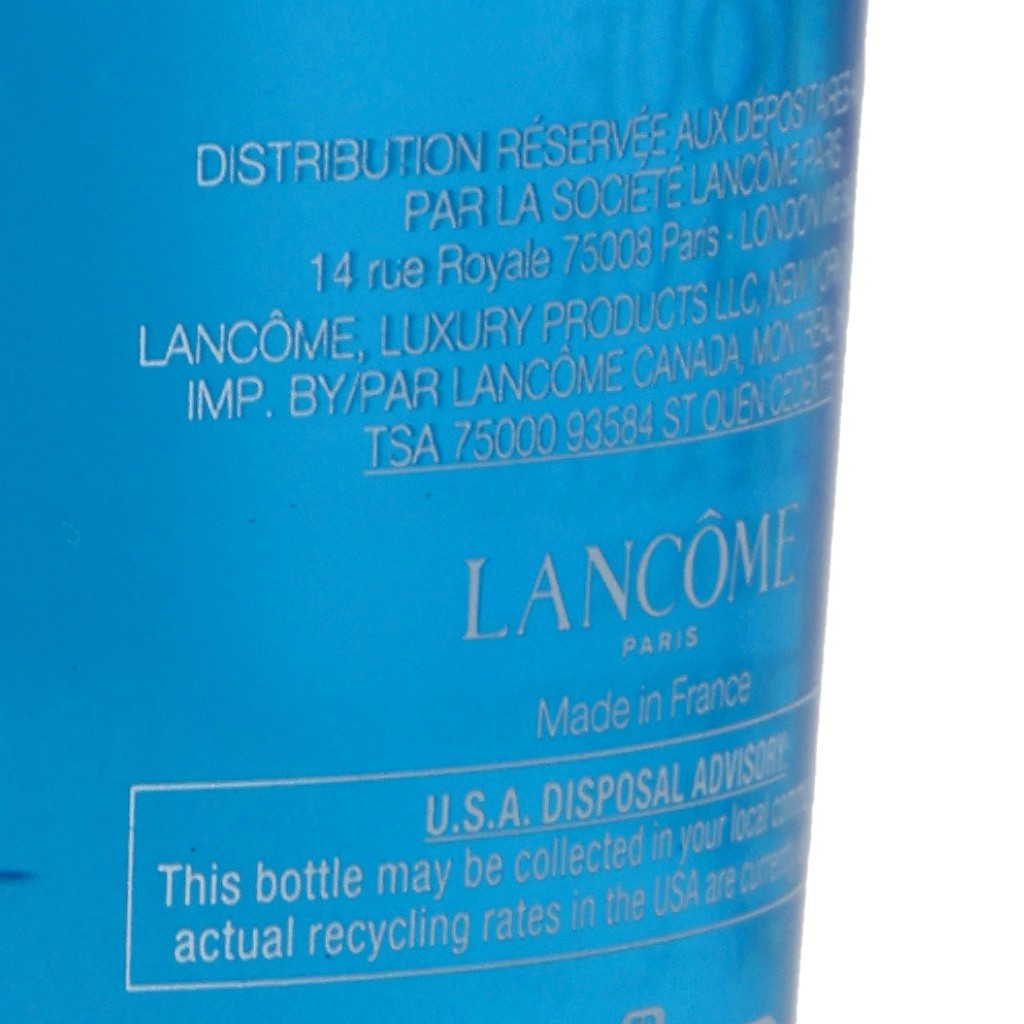 DISTRIBUTION RÉSERVÉE AUX DÉPOSITAIRES
PAR LA SOCIÉTÉ LANCÔME PARIS
14 rue Royale 75008 Paris - LONDON
LANCÔME, LUXURY PRODUCTS LLC, NEW YORK
IMP. BY/PAR LANCÔME CANADA, MONTRÉAL
TSA 75000 93584 ST OUEN CEDEX
LANCÔME
PARIS
Made in France
U.S.A. DISPOSAL ADVISORY:
This bottle may be collected in your local
actual recycling rates in the USA are